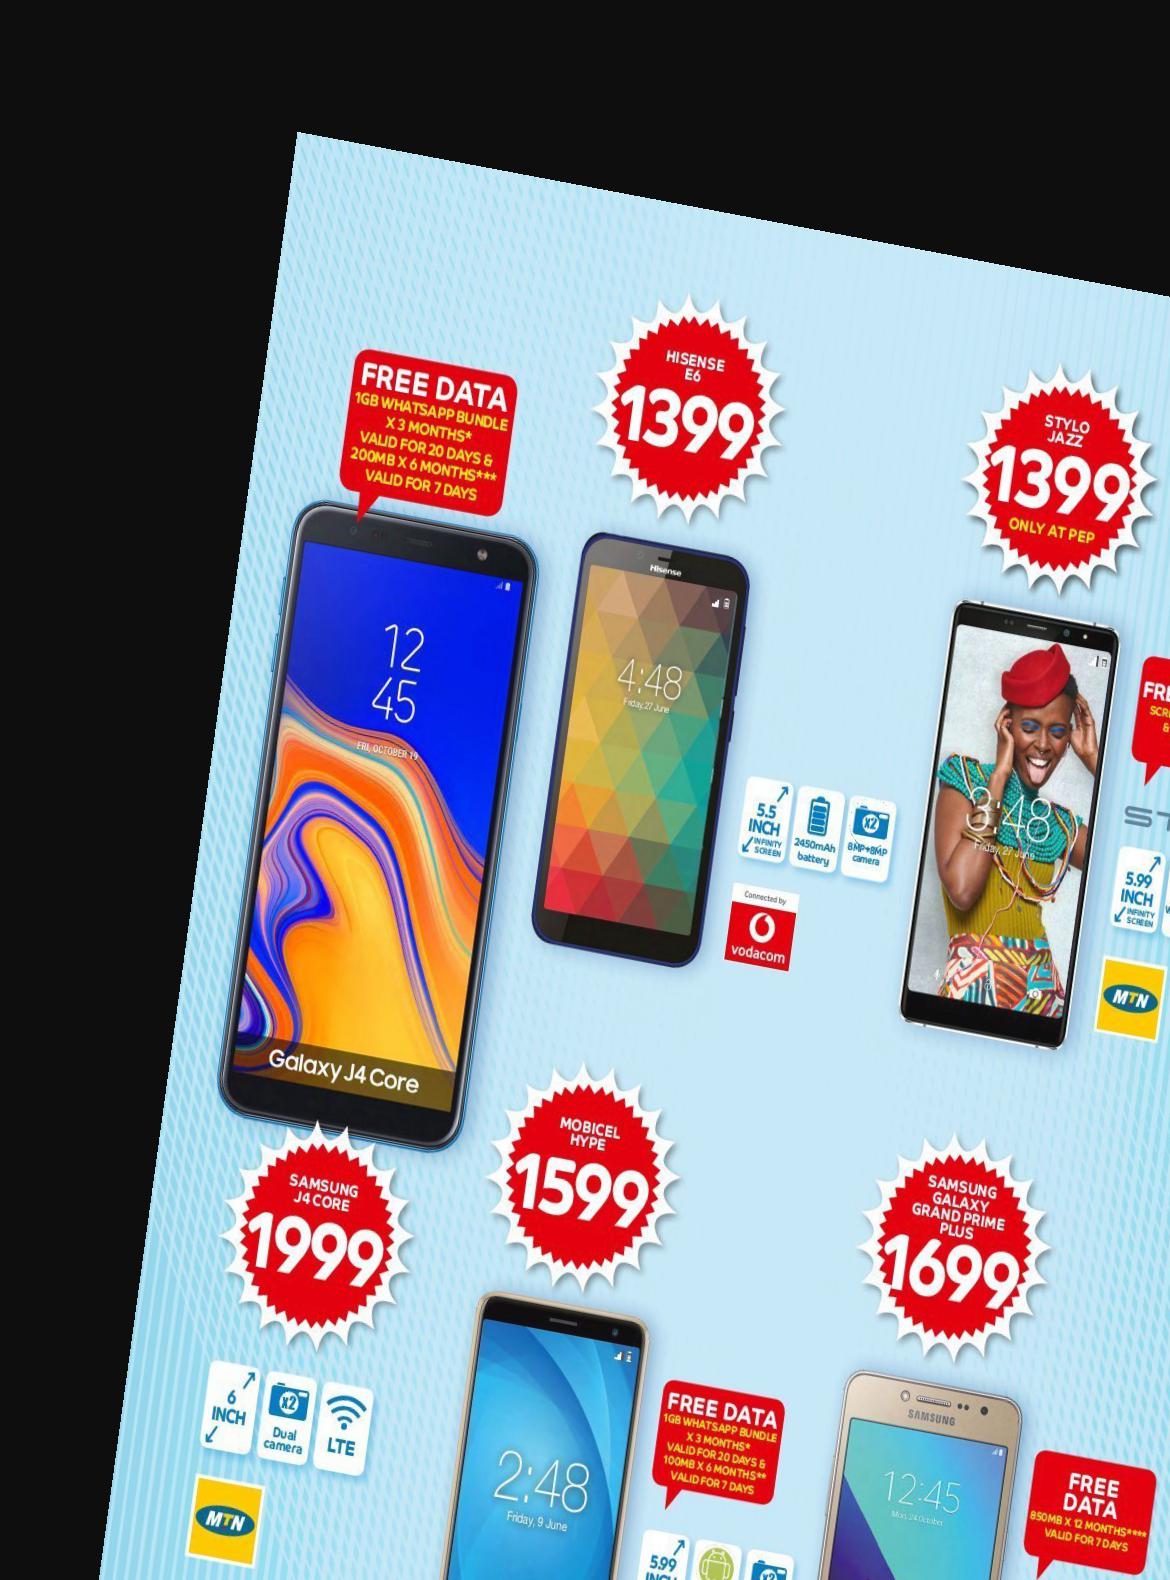 FREE DATA
1GB WHATSAPP BUNDLE
X 3 MONTHS*
VALID FOR 20 DAYS &
200MB X 6 MONTHS***
VALID FOR 7 DAYS
12
45
FRI, OCTOBER 19
Galaxy J4 Core
SAMSUNG
J4 CORE
1999
6
INCH
x2
Dual
camera
LTE
MTN
HISENSE
E6
1399
Hisense
4:48
Friday, 27 June
5.5
INCH
INFINITY
SCREEN
2450mAh
battery
x2
8MP+8MP
camera
Connected by
vodacom
STYLO
JAZZ
1399
ONLY AT PEP
3:48
Friday, 27 June
5.99
INCH
INFINITY
SCREEN
MTN
MOBICEL
HYPE
1599
2:48
Friday, 9 June
FREE DATA
1GB WHATSAPP BUNDLE
X 3 MONTHS*
VALID FOR 20 DAYS &
100MB X 6 MONTHS**
VALID FOR 7 DAYS
5.99
INCH
SAMSUNG
GALAXY
GRAND PRIME
PLUS
1699
SAMSUNG
12:45
Mon, 24 October
FREE
DATA
850MB X 12 MONTHS****
VALID FOR 7 DAYS